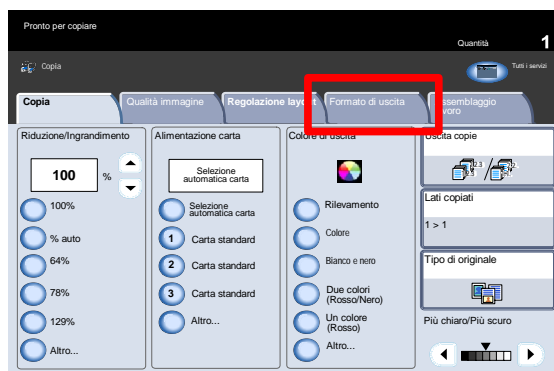 Pronto per copiare
Quantità 1
Copia
Tutti i servizi
Copia
Qualità immagine
Regolazione layout
Formato di uscita
Assemblaggio
lavoro
Riduzione/Ingrandimento
100 %
100%
% auto
64%
78%
129%
Altro...
Alimentazione carta
Selezione
automatica carta
Selezione
automatica carta
1 Carta standard
2 Carta standard
3 Carta standard
Altro...
Colore di uscita
Rilevamento
Colore
Bianco e nero
Due colori
(Rosso/Nero)
Un colore
(Rosso)
Altro...
Uscita copie
Lati copiati
1 > 1
Tipo di originale
Più chiaro/Più scuro